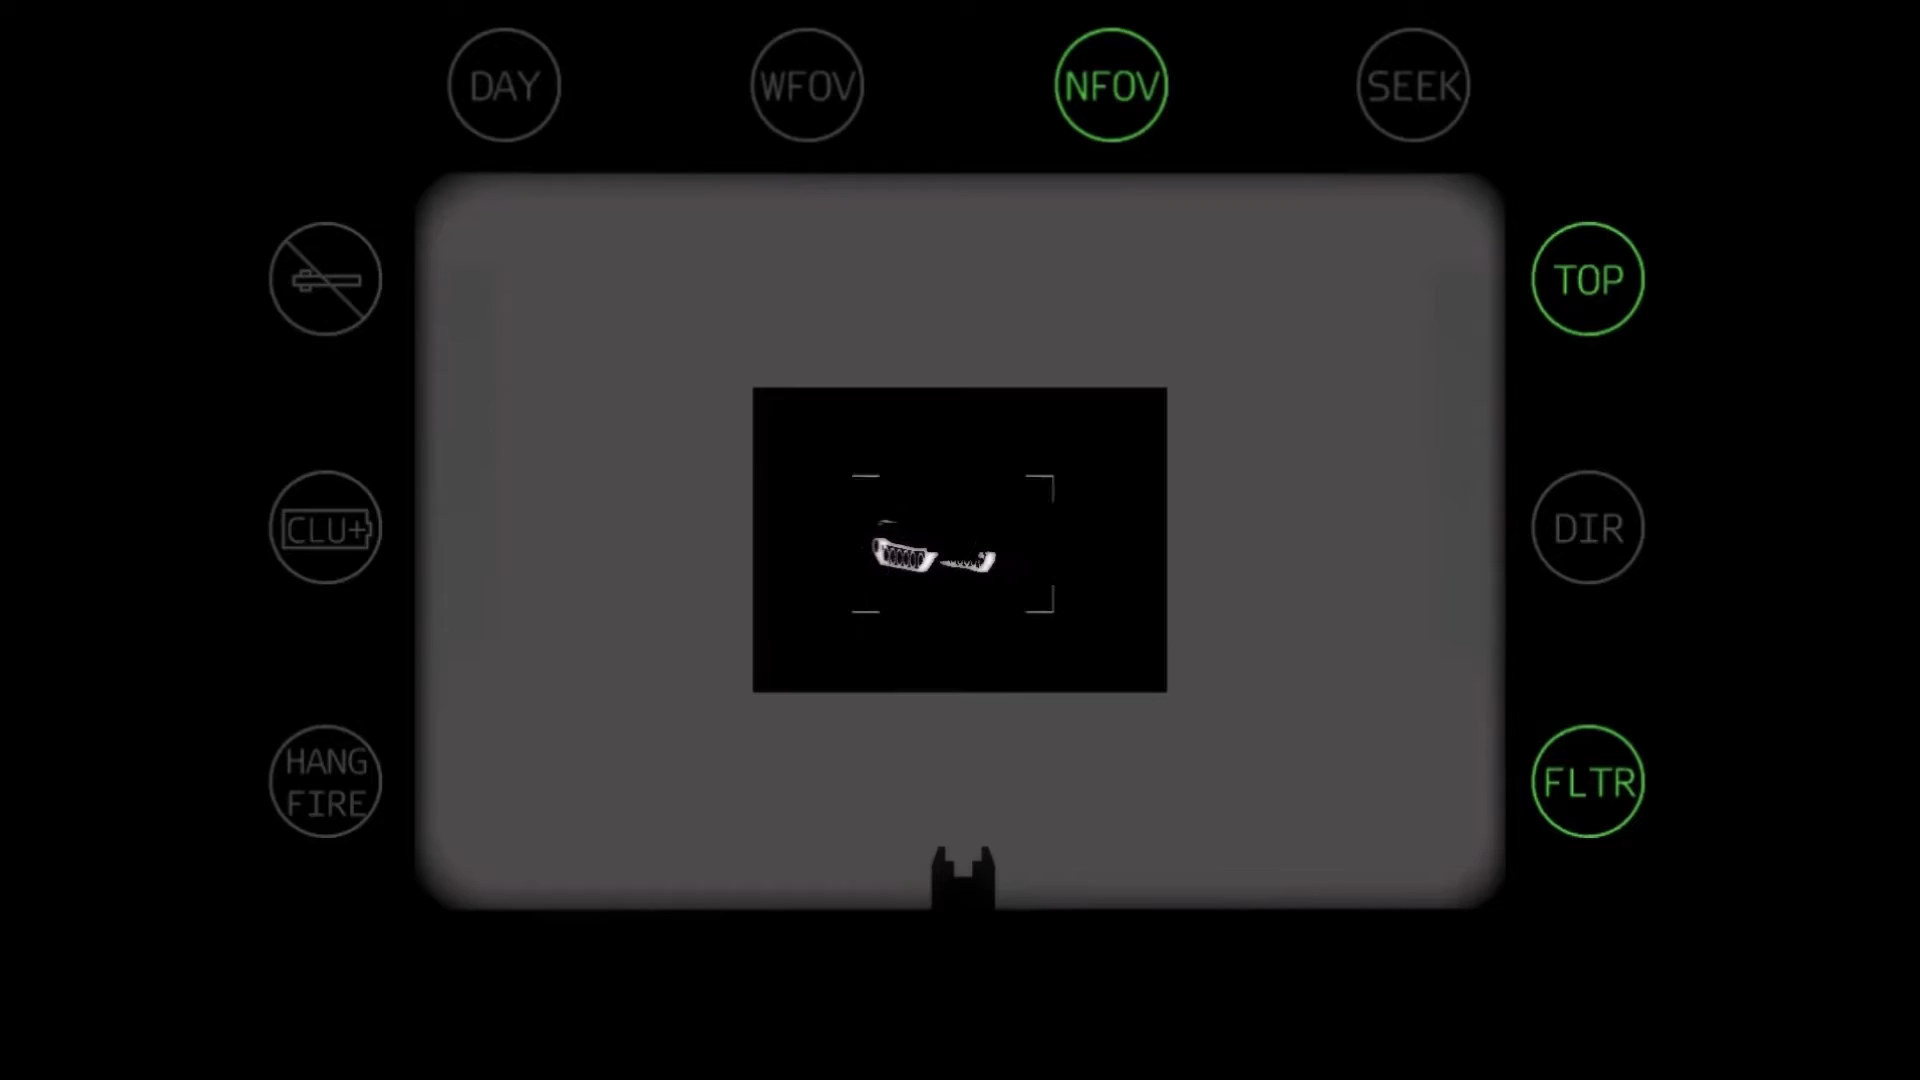 DAY
WFOV
NFOV
SEEK
TOP
CLU+
DIR
HANG
FIRE
FLTR